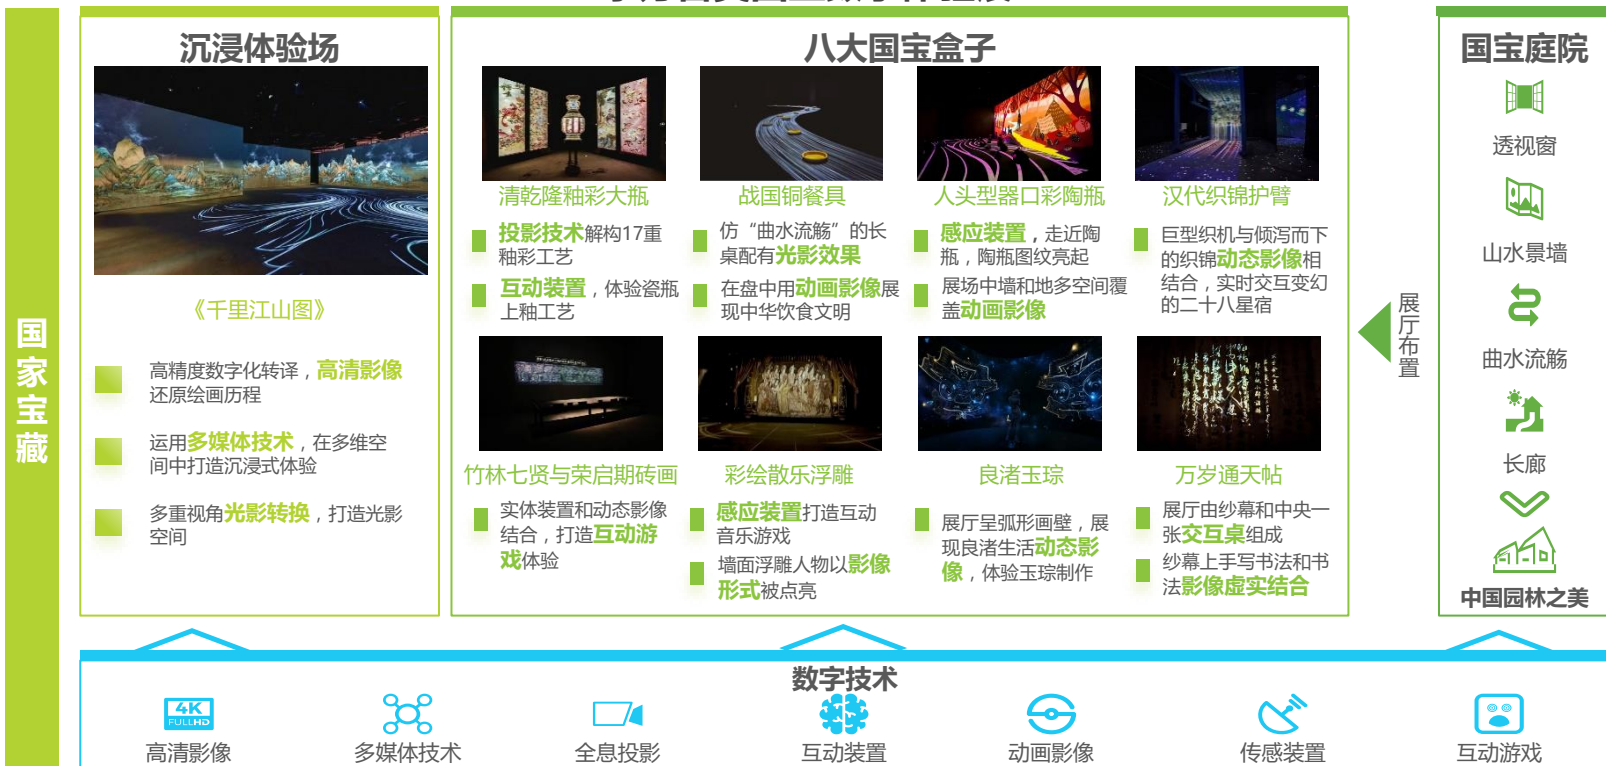 国家宝藏
沉浸体验场
《千里江山图》
高精度数字化转译，高清影像
还原绘画历程
运用多媒体技术，在多维空
间中打造沉浸式体验
多重视角光影转换，打造光影
空间
八大国宝盒子
清乾隆釉彩大瓶
投影技术解构17重
釉彩工艺
互动装置，体验瓷瓶
上釉工艺
战国铜餐具
仿“曲水流觞”的长
桌配有光影效果
在盘中用动画影像展
现中华饮食文明
人头型器口彩陶瓶
感应装置，走近陶
瓶，陶瓶图纹亮起
展场中墙和地多空间覆
盖动画影像
汉代织锦护臂
巨型织机与倾泻而下
的织锦动态影像相
结合，实时交互变幻
的二十八星宿
竹林七贤与荣启期砖画
实体装置和动态影像
结合，打造互动游
戏体验
彩绘散乐浮雕
感应装置打造互动
音乐游戏
墙面浮雕人物以影像
形式被点亮
良渚玉琮
展厅呈弧形画壁，展
现良渚生活动态影
像，体验玉琮制作
万岁通天帖
展厅由纱幕和中央一
张交互桌组成
纱幕上手写书法和书
法影像虚实结合
展厅布置
国宝庭院
透视窗
山水景墙
曲水流觞
长廊
中国园林之美
数字技术
4K
FULLHD
高清影像
多媒体技术
全息投影
互动装置
动画影像
传感装置
互动游戏